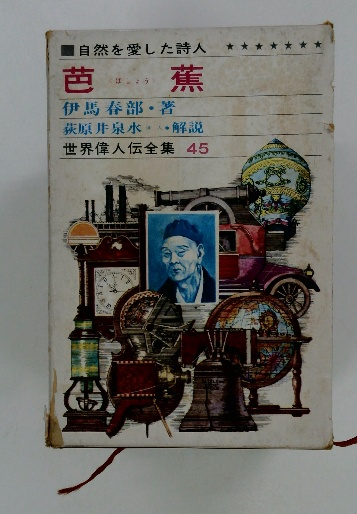 ■自然を愛した詩人 ★★★★★★★
芭蕉
伊馬春部・著
荻原井泉水・解説
世界偉人伝全集 45